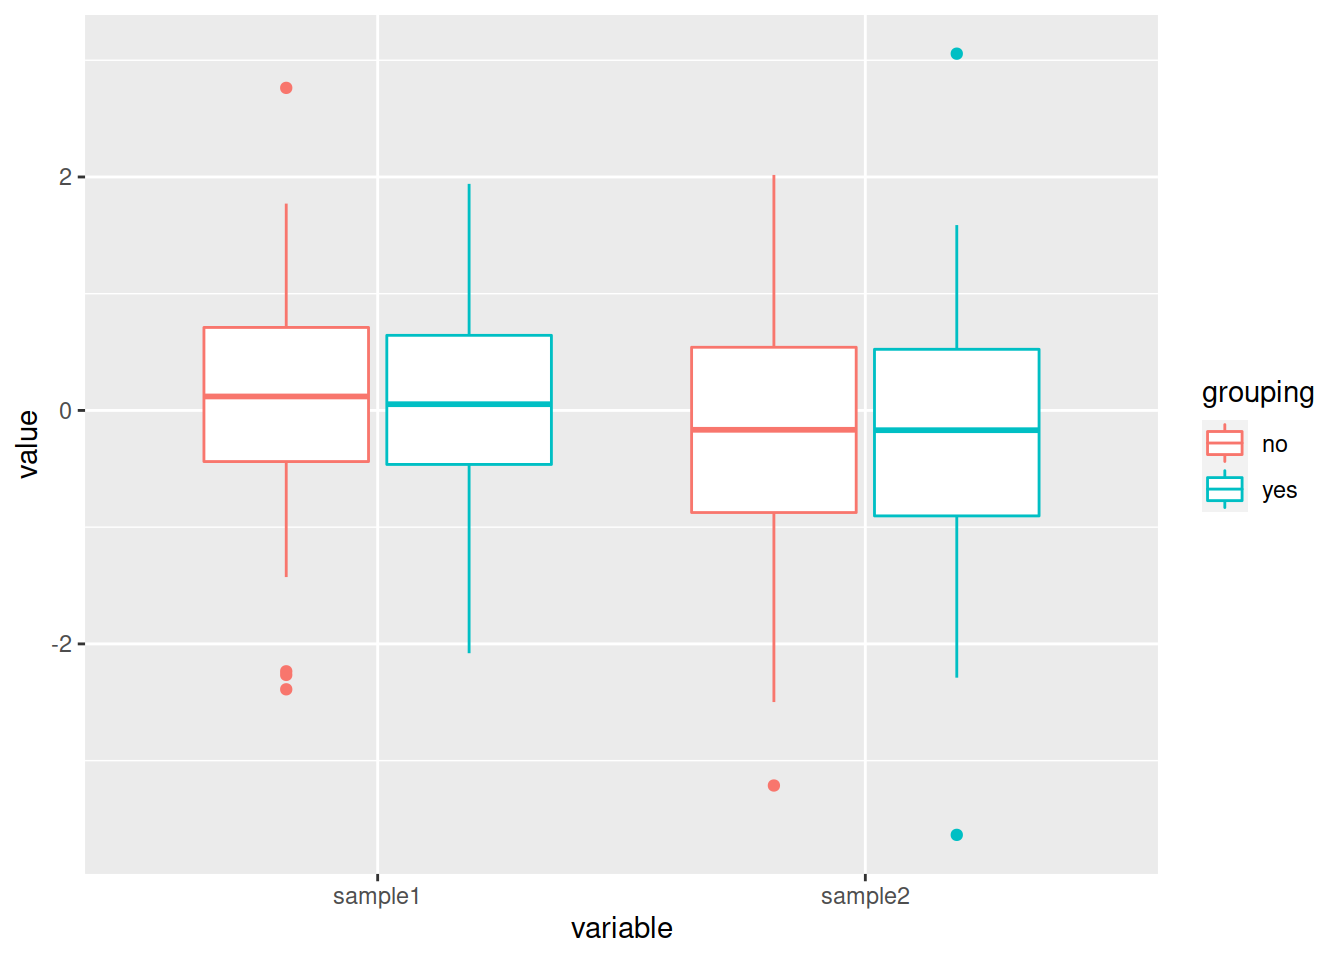 2
0
-2
value
sample1
sample2
variable
grouping
no
yes